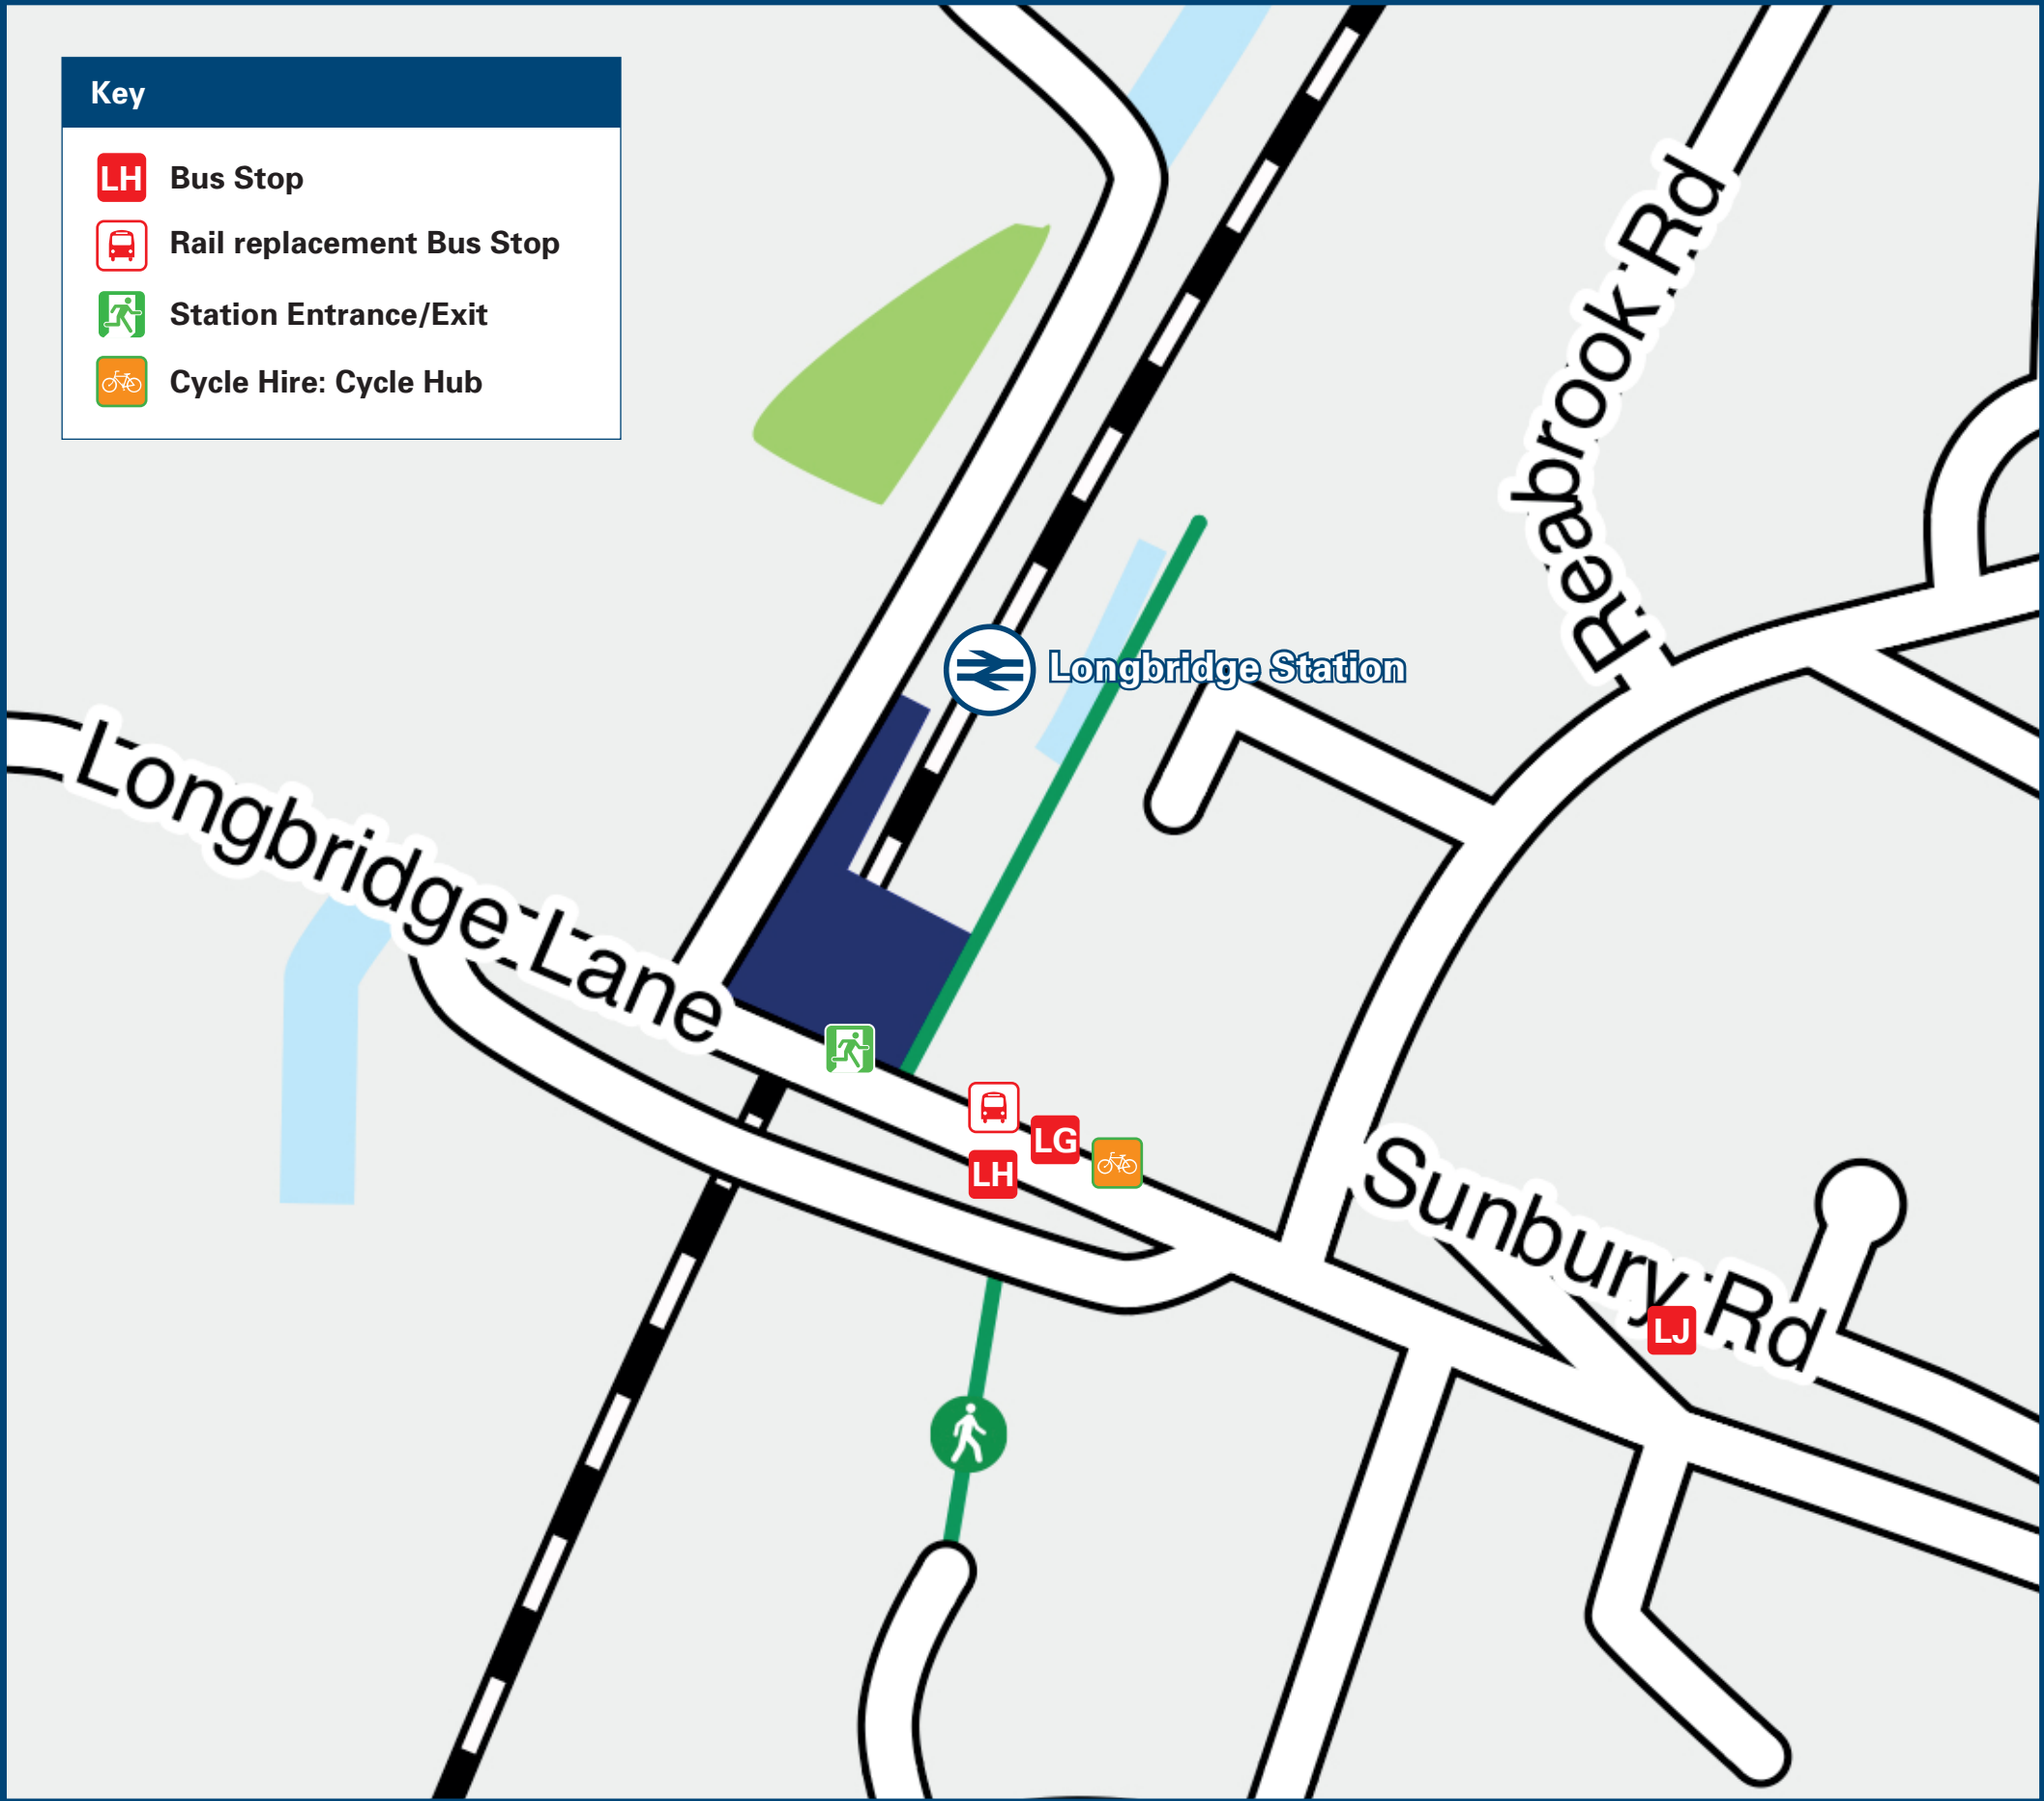 Key
LH Bus Stop
Rail replacement Bus Stop
Station Entrance/Exit
Cycle Hire: Cycle Hub
Reabrook Rd
Longbridge Station
Longbridge Lane
LG
LH
Sunbury Rd
LJ